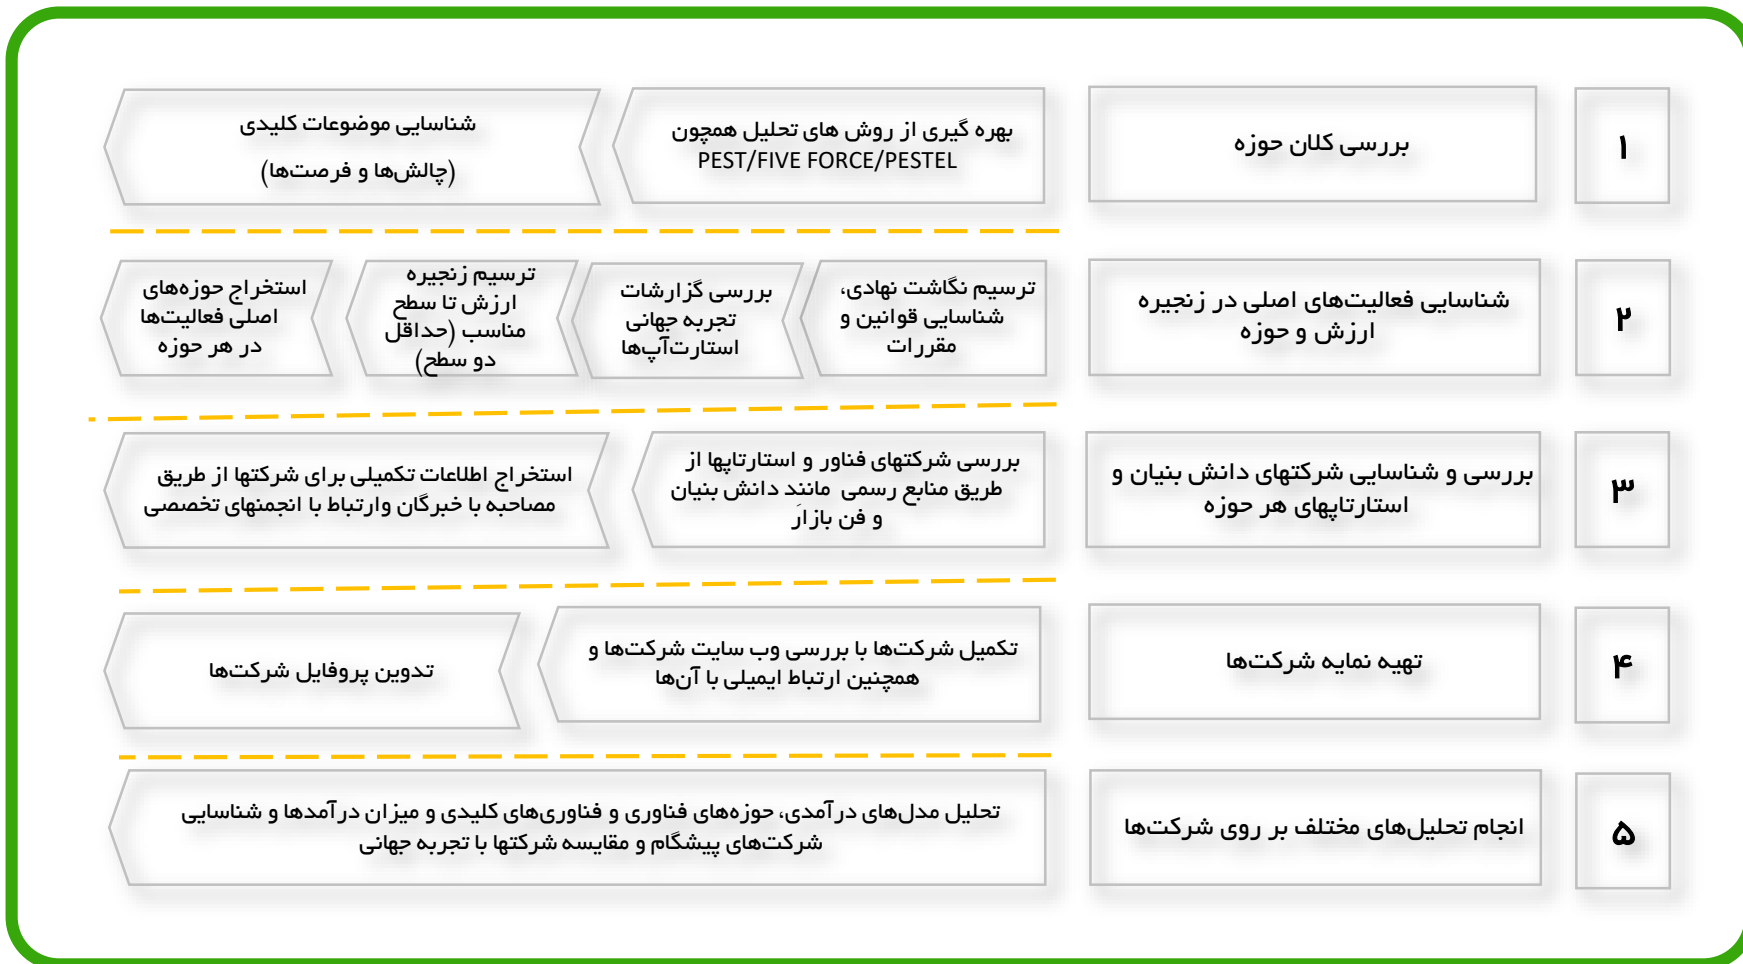 ۱
بررسی کلان حوزه
بهره گیری از روش های تحلیل همچون
PEST/FIVE FORCE/PESTEL
شناسایی موضوعات کلیدی
(چالش‌ها و فرصت‌ها)
۲
شناسایی فعالیت‌های اصلی در زنجیره
ارزش و حوزه
ترسیم نگاشت نهادی،
شناسایی قوانین و
مقررات
بررسی گزارشات
تجربه جهانی
استارت‌آپ‌ها
ترسیم زنجیره
ارزش تا سطح
مناسب (حداقل
دو سطح)
استخراج حوزه‌های
اصلی فعالیت‌ها
در هر حوزه
۳
بررسی و شناسایی شرکتهای دانش بنیان و
استارتاپهای هر حوزه
بررسی شرکتهای فناور و استارتاپها از
طریق منابع رسمی مانند دانش بنیان
و فن بازاَر
استخراج اطلاعات تکمیلی برای شرکتها از طریق
مصاحبه با خبرگان وارتباط با انجمنهای تخصصی
۴
تهیه نمایه شرکت‌ها
تکمیل شرکت‌ها با بررسی وب سایت شرکت‌ها و
همچنین ارتباط ایمیلی با آن‌ها
تدوین پروفایل شرکت‌ها
۵
انجام تحلیل‌های مختلف بر روی شرکت‌ها
تحلیل مدل‌های درآمدی، حوزه‌های فناوری و فناوری‌های کلیدی و میزان درآمدها و شناسایی
شرکت‌های پیشگام و مقایسه شرکتها با تجربه جهانی